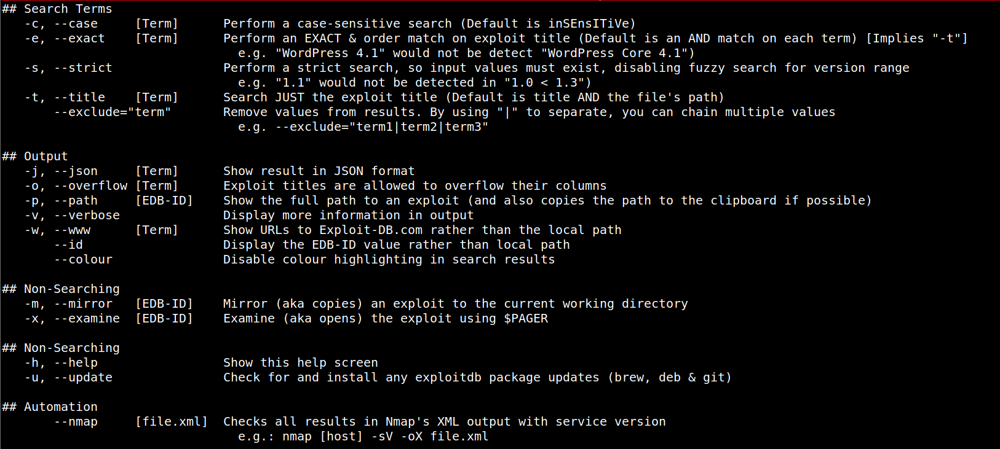 ## Search Terms
   -c, --case     [Term]      Perform a case-sensitive search (Default is inSEnsITiVe)
   -e, --exact    [Term]      Perform an EXACT & order match on exploit title (Default is an AND match on each term) [Implies "-t"]
                                e.g. "WordPress 4.1" would not be detect "WordPress Core 4.1")
   -s, --strict               Perform a strict search, so input values must exist, disabling fuzzy search for version range
                                e.g. "1.1" would not be detected in "1.0 < 1.3")
   -t, --title    [Term]      Search JUST the exploit title (Default is title AND the file's path)
       --exclude="term"       Remove values from results. By using "|" to separate, you can chain multiple values
                                e.g. --exclude="term1|term2|term3"

## Output
   -j, --json     [Term]      Show result in JSON format
   -o, --overflow [Term]      Exploit titles are allowed to overflow their columns
   -p, --path     [EDB-ID]    Show the full path to an exploit (and also copies the path to the clipboard if possible)
   -v, --verbose              Display more information in output
   -w, --www      [Term]      Show URLs to Exploit-DB.com rather than the local path
       --id                   Display the EDB-ID value rather than local path
       --colour               Disable colour highlighting in search results

## Non-Searching
   -m, --mirror   [EDB-ID]    Mirror (aka copies) an exploit to the current working directory
   -x, --examine  [EDB-ID]    Examine (aka opens) the exploit using $PAGER

## Non-Searching
   -h, --help                 Show this help screen
   -u, --update               Check for and install any exploitdb package updates (brew, deb & git)

## Automation
       --nmap     [file.xml]  Checks all results in Nmap's XML output with service version
                                e.g.: nmap [host] -sV -oX file.xml